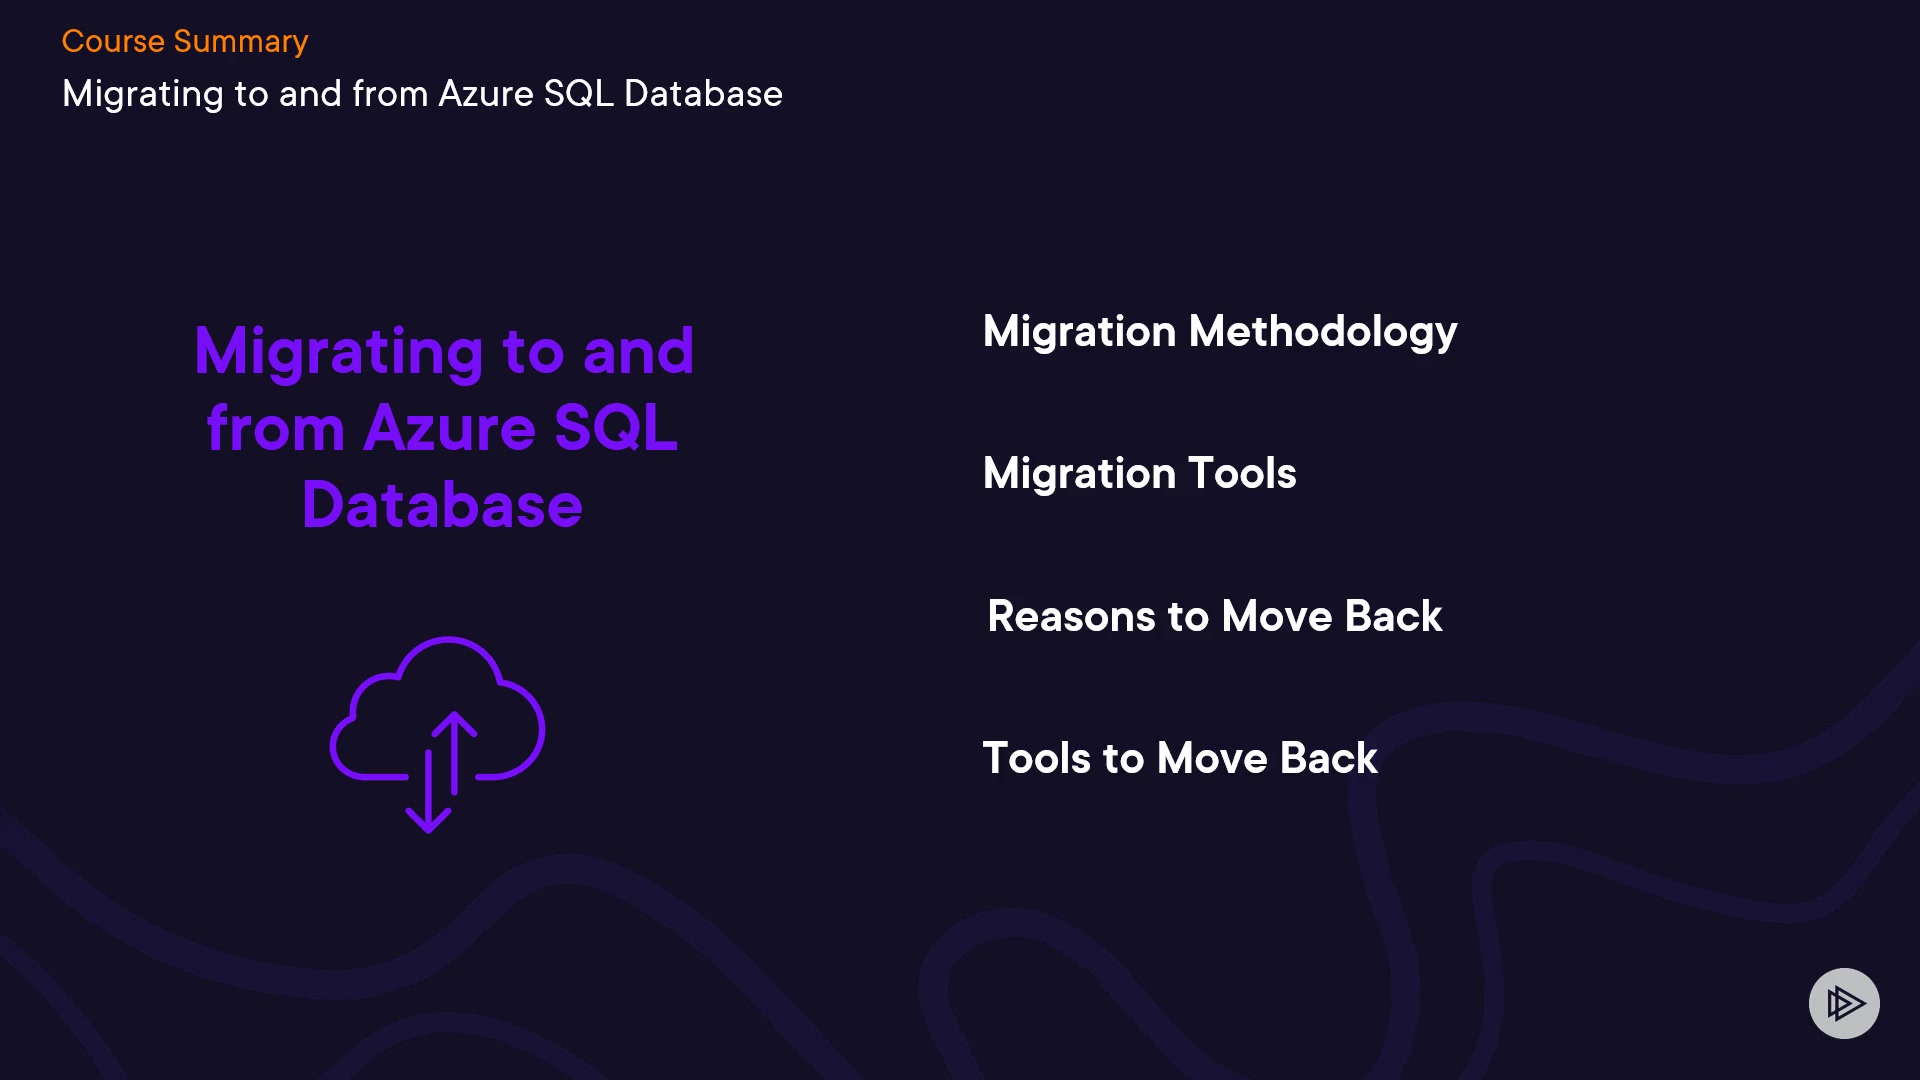 Course Summary
Migrating to and from Azure SQL Database
Migrating to and
from Azure SQL
Database
Migration Methodology
Migration Tools
Reasons to Move Back
Tools to Move Back